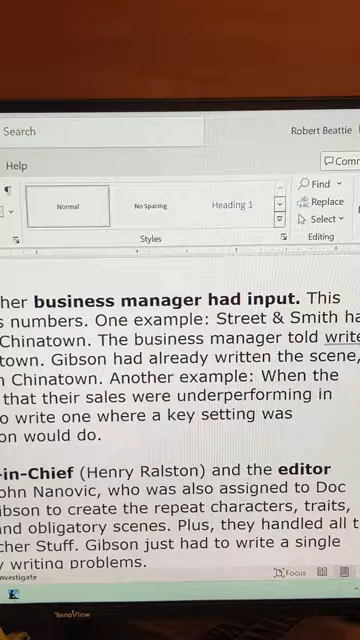 Search
Robert Beattie
Help
Comm
¶
Normal
No Spacing
Heading 1
Find
Replace
Select
Styles
Editing
her business manager had input. This
s numbers. One example: Street & Smith ha
Chinatown. The business manager told write
town. Gibson had already written the scene,
n Chinatown. Another example: When the
that their sales were underperforming in
o write one where a key setting was
on would do.
-in-Chief (Henry Ralston) and the editor
ohn Nanovic, who was also assigned to Doc
ibson to create the repeat characters, traits,
nd obligatory scenes. Plus, they handled all t
cher Stuff. Gibson just had to write a single
y writing problems.
nvestigate
Focus
InnoView